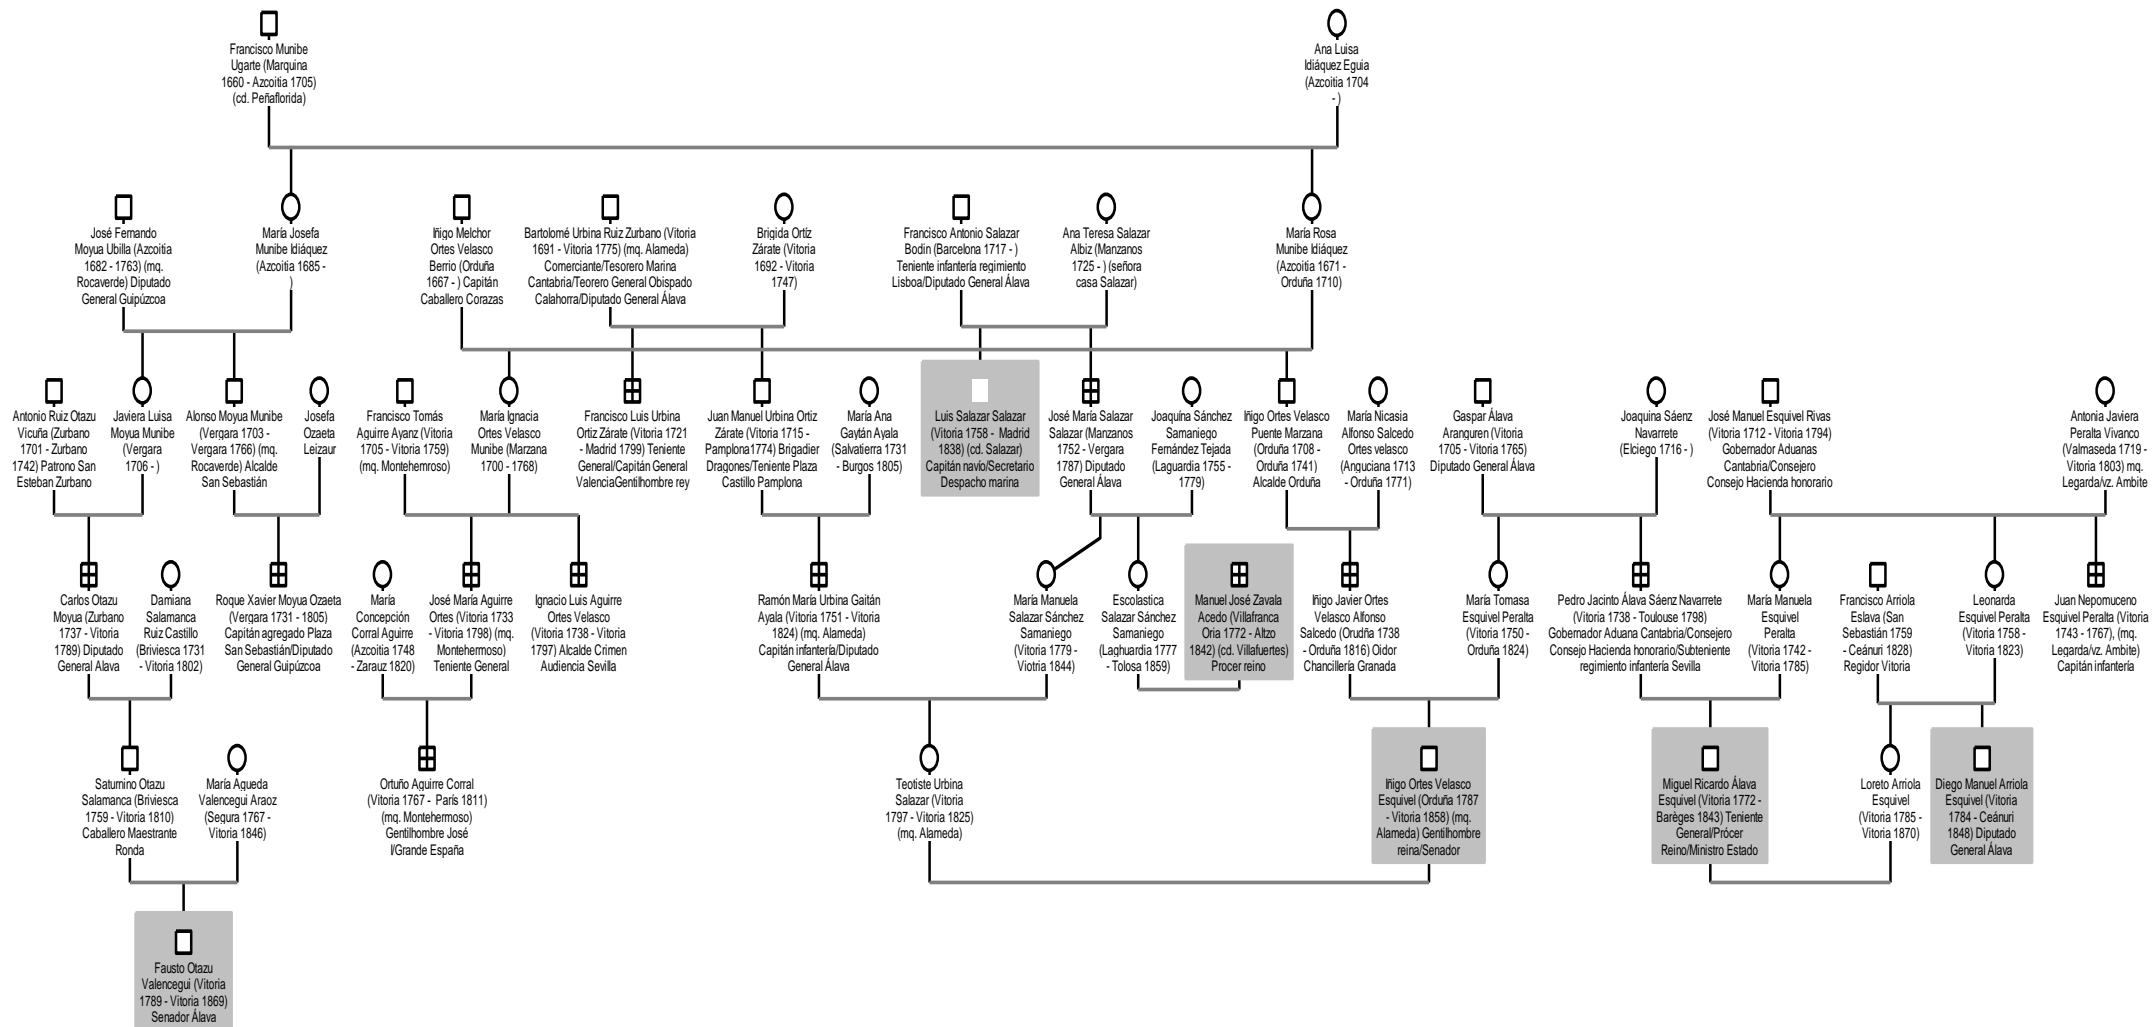 Francisco Munibe
Ugarte (Marquina
1660 - Azcoitia 1705)
(cd. Peñaflorida)
Ana Luisa
Idiáquez Eguia
(Azcoitia 1704
- )
José Fernando
Moyua Ubilla (Azcoitia
1682 - 1763) (mq.
Rocaverde) Diputado
General Guipúzcoa
María Josefa
Munibe Idiáquez
(Azcoitia 1685 -
)
Iñigo Melchor
Ortes Velasco
Berrio (Orduña
1667 - ) Capitán
Caballero Corazas
Bartolomé Urbina Ruiz Zurbano (Vitoria
1691 - Vitoria 1775) (mq. Alameda)
Comerciante/Tesorero Marina
Cantabria/Teorero General Obispado
Calahorra/Diputado General Álava
Brigida Ortíz
Zárate (Vitoria
1692 - Vitoria
1747)
Francisco Antonio Salazar
Bodin (Barcelona 1717 - )
Teniente infantería regimiento
Lisboa/Diputado General Álava
Ana Teresa Salazar
Albiz (Manzanos
1725 - ) (señora
casa Salazar)
María Rosa
Munibe Idiáquez
(Azcoitia 1671 -
Orduña 1710)
Antonio Ruiz Otazu
Vicuña (Zurbano
1701 - Zurbano
1742) Patrono San
Esteban Zurbano
Javiera Luisa
Moyua Munibe
(Vergara
1706 - )
Alonso Moyua Munibe
(Vergara 1703 -
Vergara 1766) (mq.
Rocaverde) Alcalde
San Sebastián
Josefa
Ozaeta
Leizaur
Francisco Tomás
Aguirre Ayanz (Vitoria
1705 - Vitoria 1759)
(mq. Montehemroso)
María Ignacia
Ortes Velasco
Munibe (Marzana
1700 - 1768)
Francisco Luis Urbina
Ortiz Zárate (Vitoria 1721
- Madrid 1799) Teniente
General/Capitán General
ValenciaGentilhombre rey
Juan Manuel Urbina Ortiz
Zárate (Vitoria 1715 -
Pamplona1774) Brigadier
Dragones/Teniente Plaza
Castillo Pamplona
María Ana
Gaytán Ayala
(Salvatierra 1731
- Burgos 1805)
Luis Salazar Salazar
(Vitoria 1758 - Madrid
1838) (cd. Salazar)
Capitán navío/Secretario
Despacho marina
José María Salazar
Salazar (Manzanos
1752 - Vergara
1787) Diputado
General Álava
Joaquína Sánchez
Samaniego
Fernández Tejada
(Laguardia 1755 -
1779)
Iñigo Ortes Velasco
Puente Marzana
(Orduña 1708 -
Orduña 1741)
Alcalde Orduña
María Nicasia
Alfonso Salcedo
Ortes velasco
(Anguciana 1713
- Orduña 1771)
Gaspar Álava
Aranguren (Vitoria
1705 - Vitoria 1765)
Diputado General Álava
Joaquina Sáenz
Navarrete
(Elciego 1716 - )
José Manuel Esquivel Rivas
(Vitoria 1712 - Vitoria 1794)
Gobernador Aduanas
Cantabria/Consejero
Consejo Hacienda honorario
Antonia Javiera
Peralta Vivanco
(Valmaseda 1719 -
Vitoria 1803) mq.
Legarda/vz. Ambite
Carlos Otazu
Moyua (Zurbano
1737 - Vitoria
1789) Diputado
General Alava
Damiana
Salamanca
Ruiz Castillo
(Briviesca 1731
- Vitoria 1802)
Roque Xavier Moyua Ozaeta
(Vergara 1731 - 1805)
Capitán agregado Plaza
San Sebastián/Diputado
General Guipúzcoa
María
Concepción
Corral Aguirre
(Azcoitia 1748
- Zarauz 1820)
José María Aguirre
Ortes (Vitoria 1733
- Vitoria 1798) (mq.
Montehermoso)
Teniente General
Ignacio Luis Aguirre
Ortes Velasco
(Vitoria 1738 - Vitoria
1797) Alcalde Crimen
Audiencia Sevilla
Ramón María Urbina Gaitán
Ayala (Vitoria 1751 - Vitoria
1824) (mq. Alameda)
Capitán infantería/Diputado
General Álava
María Manuela
Salazar Sánchez
Samaniego
(Vitoria 1779 -
Viotria 1844)
Escolastica
Salazar Sánchez
Samaniego
(Laghuardia 1777
- Tolosa 1859)
Manuel José Zavala
Acedo (Villafranca
Oria 1772 - Altzo
1842) (cd. Villafuertes)
Procer reino
Iñigo Javier Ortes
Velasco Alfonso
Salcedo (Orudña 1738
- Orduña 1816) Oidor
Chancillería Granada
María Tomasa
Esquivel Peralta
(Vitoria 1750 -
Orduña 1824)
Pedro Jacinto Álava Sáenz Navarrete
(Vitoria 1738 - Toulouse 1798)
Gobernador Aduana Cantabria/Consejero
Consejo Hacienda honorario/Subteniente
regimiento infantería Sevilla
María Manuela
Esquivel
Peralta
(Vitoria 1742 -
Vitoria 1785)
Francisco Arriola
Eslava (San
Sebastián 1759
- Ceánuri 1828)
Regidor Vitoria
Leonarda
Esquivel Peralta
(Vitoria 1758 -
Vitoria 1823)
Juan Nepomuceno
Esquivel Peralta (Vitoria
1743 - 1767), (mq.
Legarda/vz. Ambite)
Capitán infantería
Saturnino Otazu
Salamanca (Briviesca
1759 - Vitoria 1810)
Caballero Maestrante
Ronda
María Agueda
Valencegui Araoz
(Segura 1767 -
Vitoria 1846)
Ortuño Aguirre Corral
(Vitoria 1767 - París 1811)
(mq. Montehermoso)
Gentilhombre José
I/Grande España
Teotiste Urbina
Salazar (Vitoria
1797 - Vitoria 1825)
(mq. Alameda)
Iñigo Ortes Velasco
Esquivel (Orduña 1787
- Vitoria 1858) (mq.
Alameda) Gentilhombre
reina/Senador
Miguel Ricardo Álava
Esquivel (Vitoria 1772 -
Barèges 1843) Teniente
General/Prócer
Reino/Ministro Estado
Loreto Arriola
Esquivel
(Vitoria 1785 -
Vitoria 1870)
Diego Manuel Arriola
Esquivel (Vitoria
1784 - Ceánuri
1848) Diputado
General Álava
Fausto Otazu
Valencegui (Vitoria
1789 - Vitoria 1869)
Senador Álava